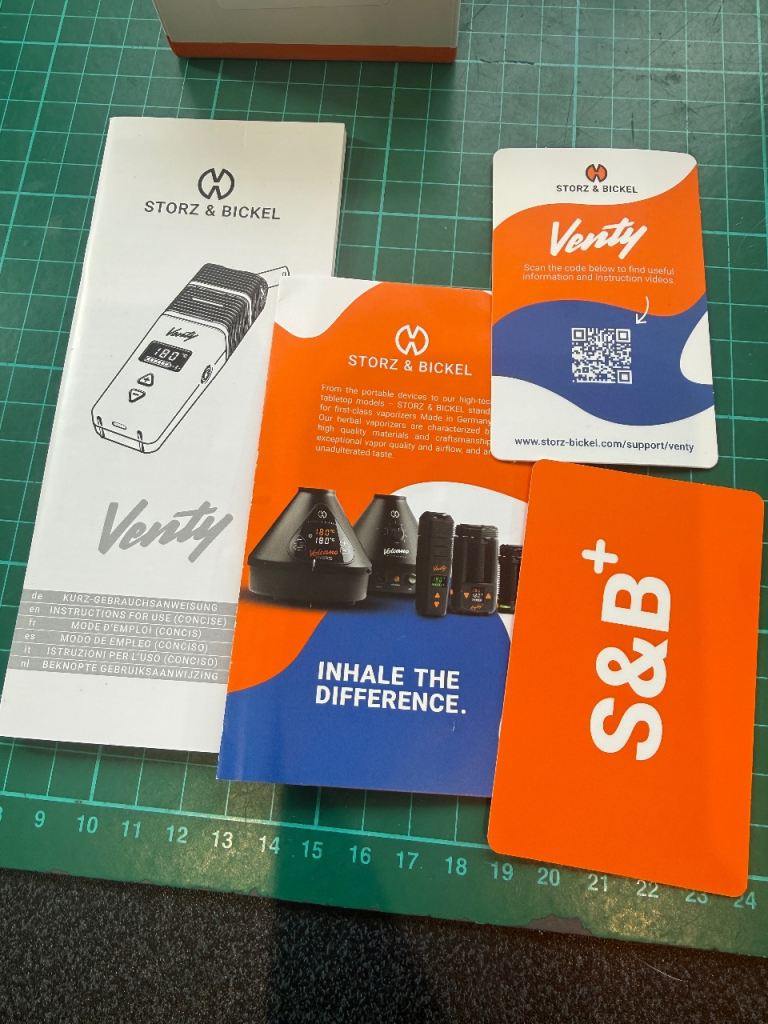 STORZ & BICKEL
Venty
180
Venty
de KURZ-GEBRAUCHSANWEISUNG
en INSTRUCTIONS FOR USE (CONCISE)
fr MODE D'EMPLOI (CONCIS)
es MODO DE EMPLEO (CONCISO)
it ISTRUZIONI PER L'USO (CONCISO)
nl BEKNOPTE GEBRUIKSAANWIJZING
STORZ & BICKEL
From the portable devices to our high-tec
tabletop models – STORZ & BICKEL stand
for first-class vaporizers Made in Germany
Our herbal vaporizers are characterized b
high quality materials and craftsmanship
exceptional vapor quality and airflow, and a
unadulterated taste.
180°C
180°C
Volcano
Volcano
Venty
INHALE THE
DIFFERENCE.
STORZ & BICKEL
Venty
Scan the code below to find useful
information and instruction videos.
www.storz-bickel.com/support/venty
S&B+
9 10 11 12 13 14 15 16 17 18 19 20 21 22 23 24